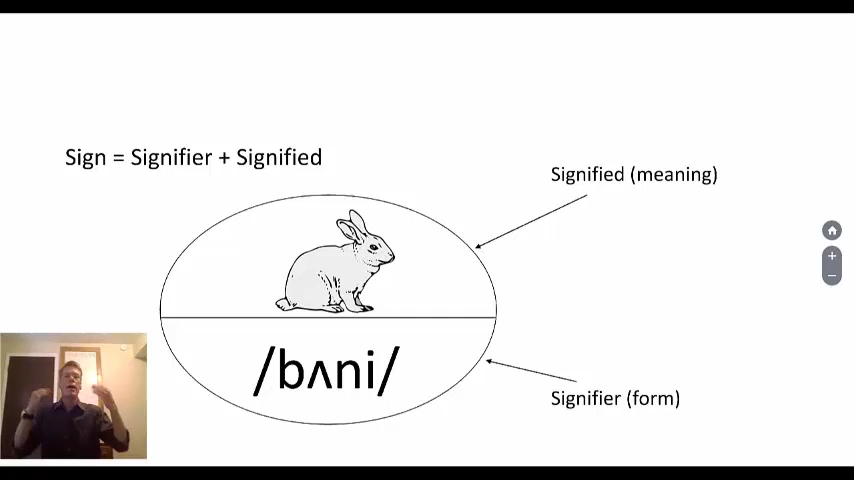 Sign = Signifier + Signified
Signified (meaning)
/bʌni/
Signifier (form)